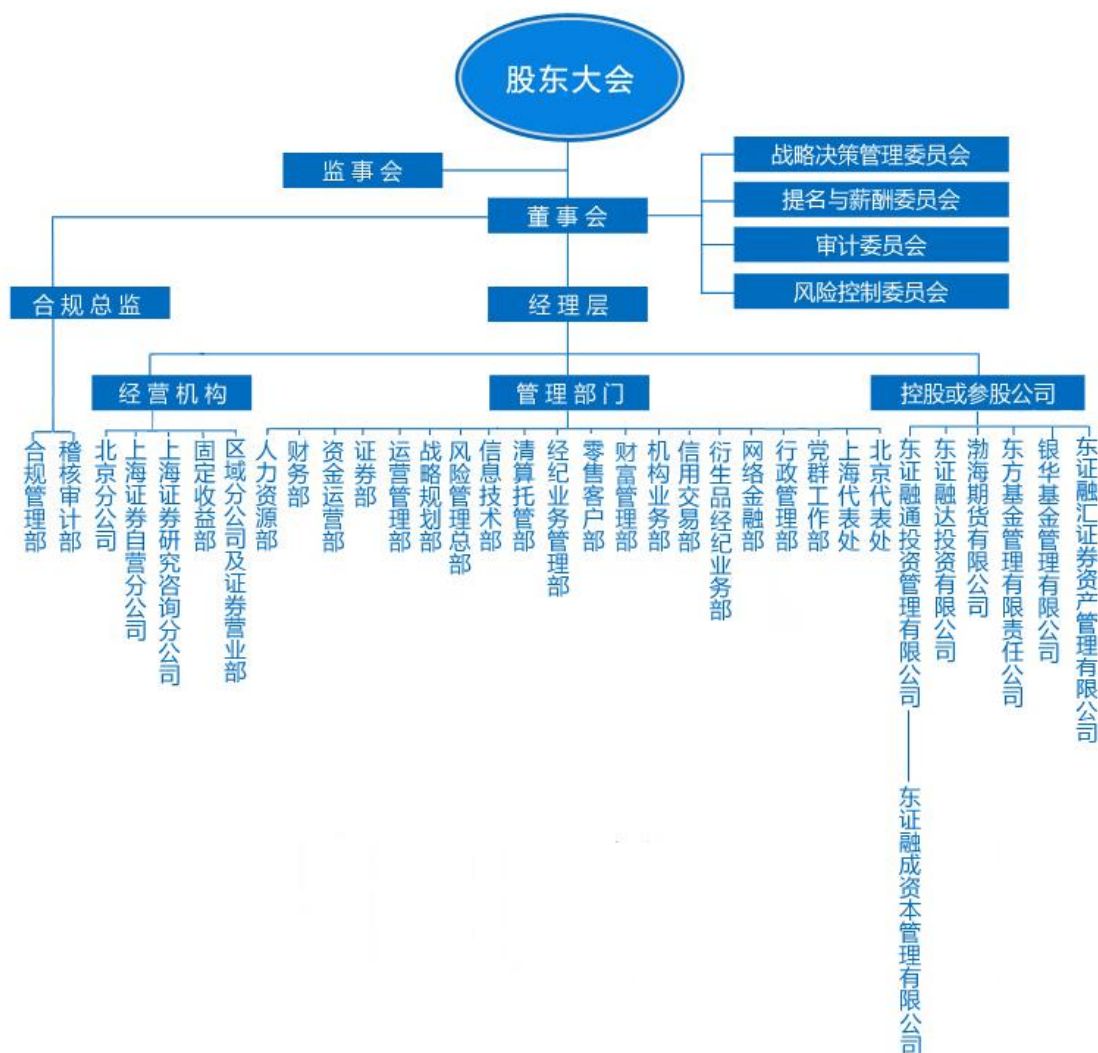 股东大会
监事会
战略决策管理委员会
提名与薪酬委员会
董事会
审计委员会
风险控制委员会
合规总监
经理层
经营机构
管理部门
控股或参股公司
合规管理部
稽核审计部
北京分公司
上海证券自营分公司
上海证券研究咨询分公司
固定收益部
区域分公司及证券营业部
人力资源部
财务部
资金运营部
证券部
运营管理部
战略规划部
风险管理总部
信息技术部
清算托管部
经纪业务管理部
零售客户部
财富管理部
机构业务部
信用交易部
衍生品经纪业务部
网络金融部
行政管理部
党群工作部
上海代表处
北京代表处
东证融通投资管理有限公司
东证融达投资有限公司
渤海期货有限公司
东方基金管理有限责任公司
银华基金管理有限公司
东证融汇证券资产管理有限公司
东证融成资本管理有限公司